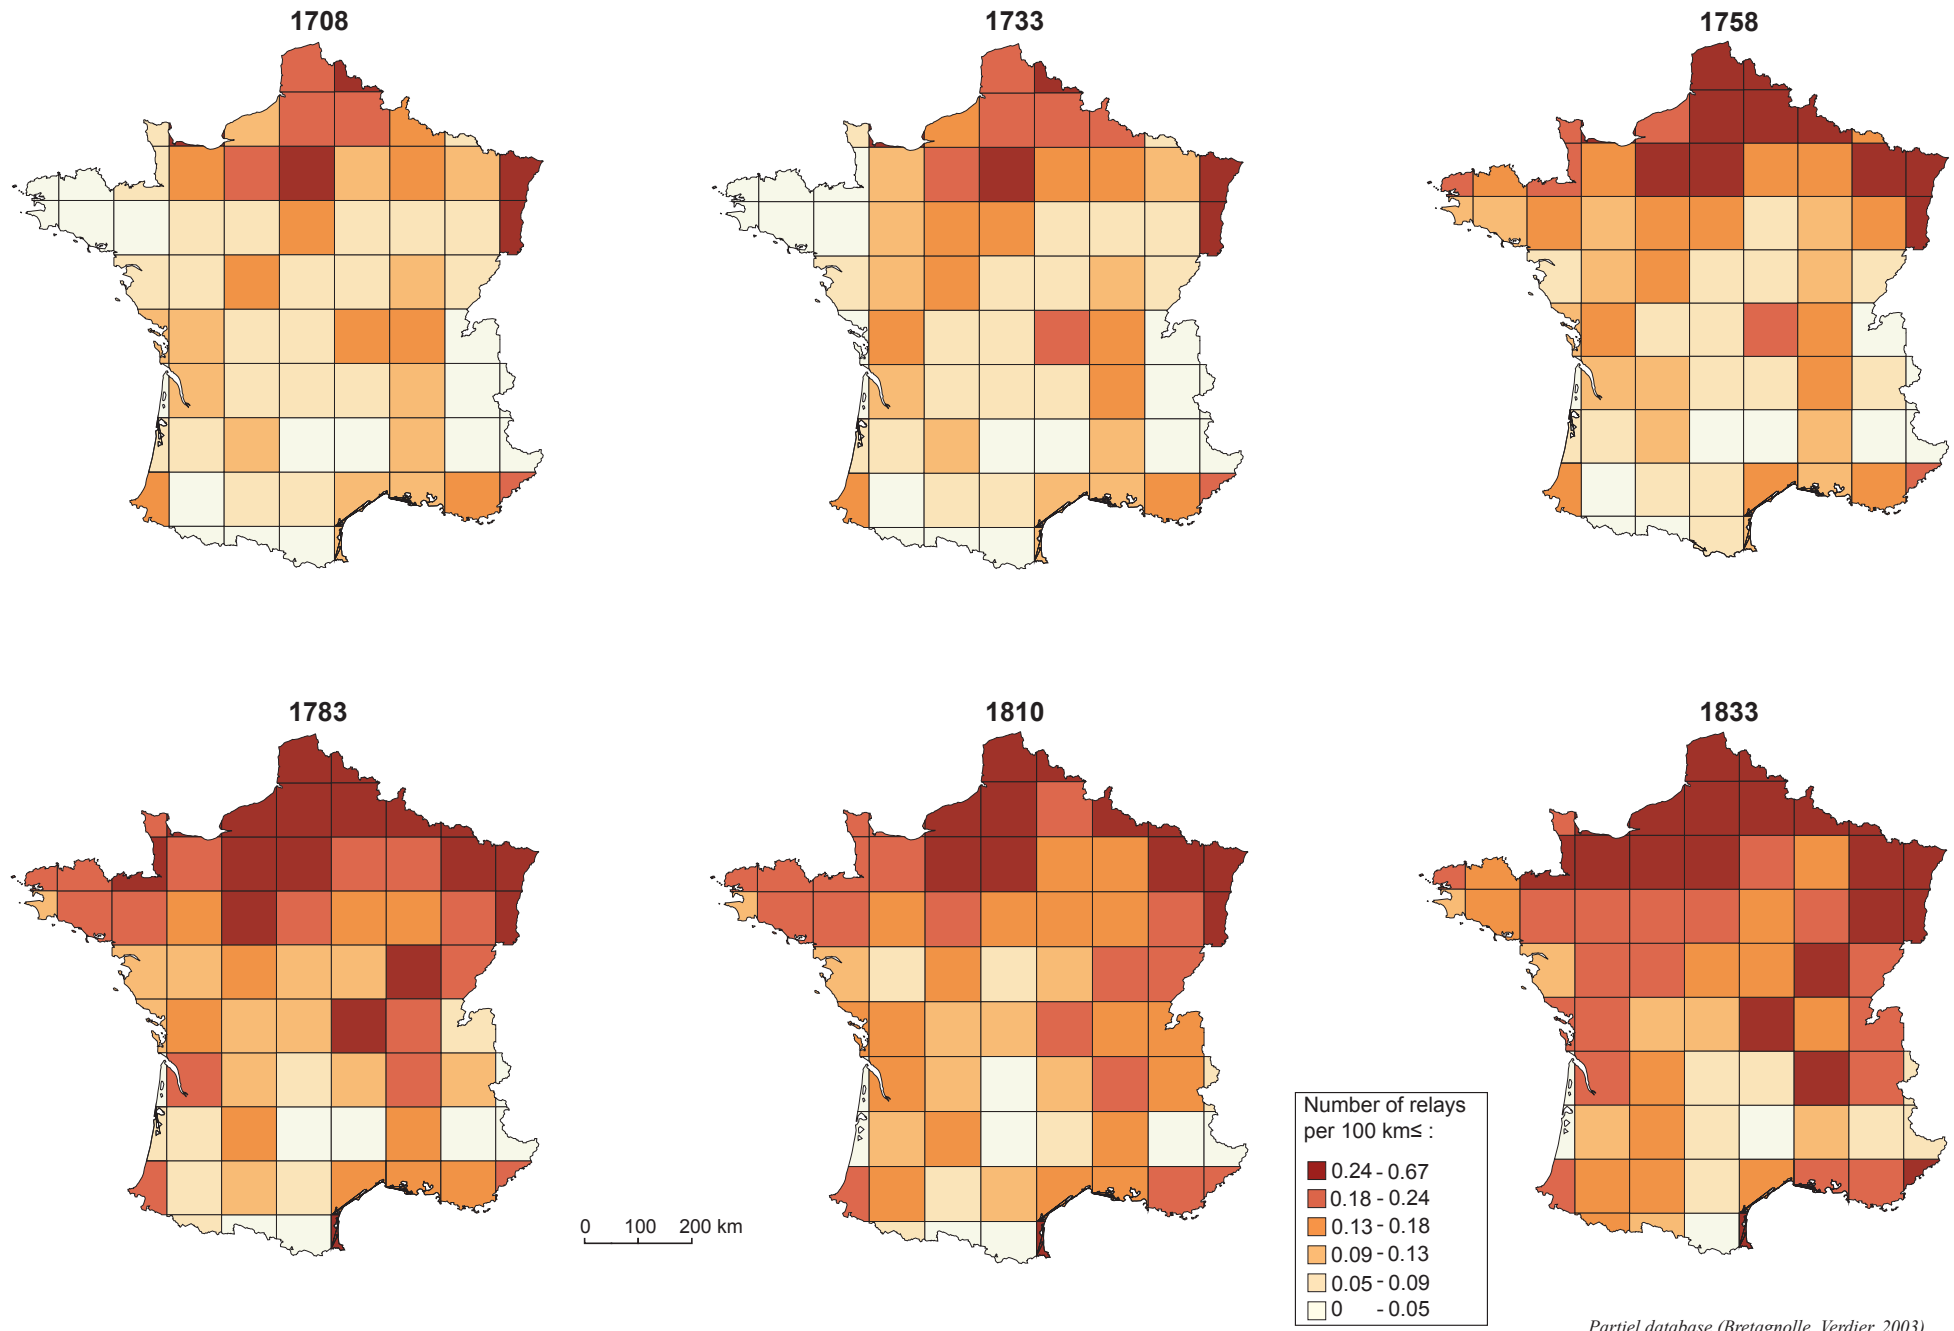 1708
1733
1758
1783
1810
1833
0 100 200 km
Number of relays
per 100 km≤ :
0.24 - 0.67
0.18 - 0.24
0.13 - 0.18
0.09 - 0.13
0.05 - 0.09
0 - 0.05
Partiel database (Bretagnolle, Verdier, 2003)